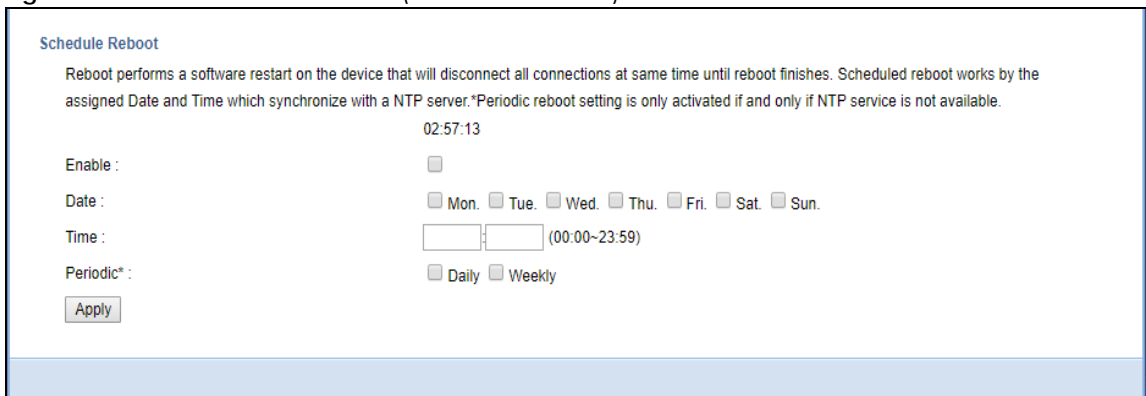 Schedule Reboot
Reboot performs a software restart on the device that will disconnect all connections at same time until reboot finishes. Scheduled reboot works by the
assigned Date and Time which synchronize with a NTP server.*Periodic reboot setting is only activated if and only if NTP service is not available.
02:57:13
Enable :
Date : Mon. Tue. Wed. Thu. Fri. Sat. Sun.
Time : : (00:00~23:59)
Periodic* : Daily Weekly
Apply